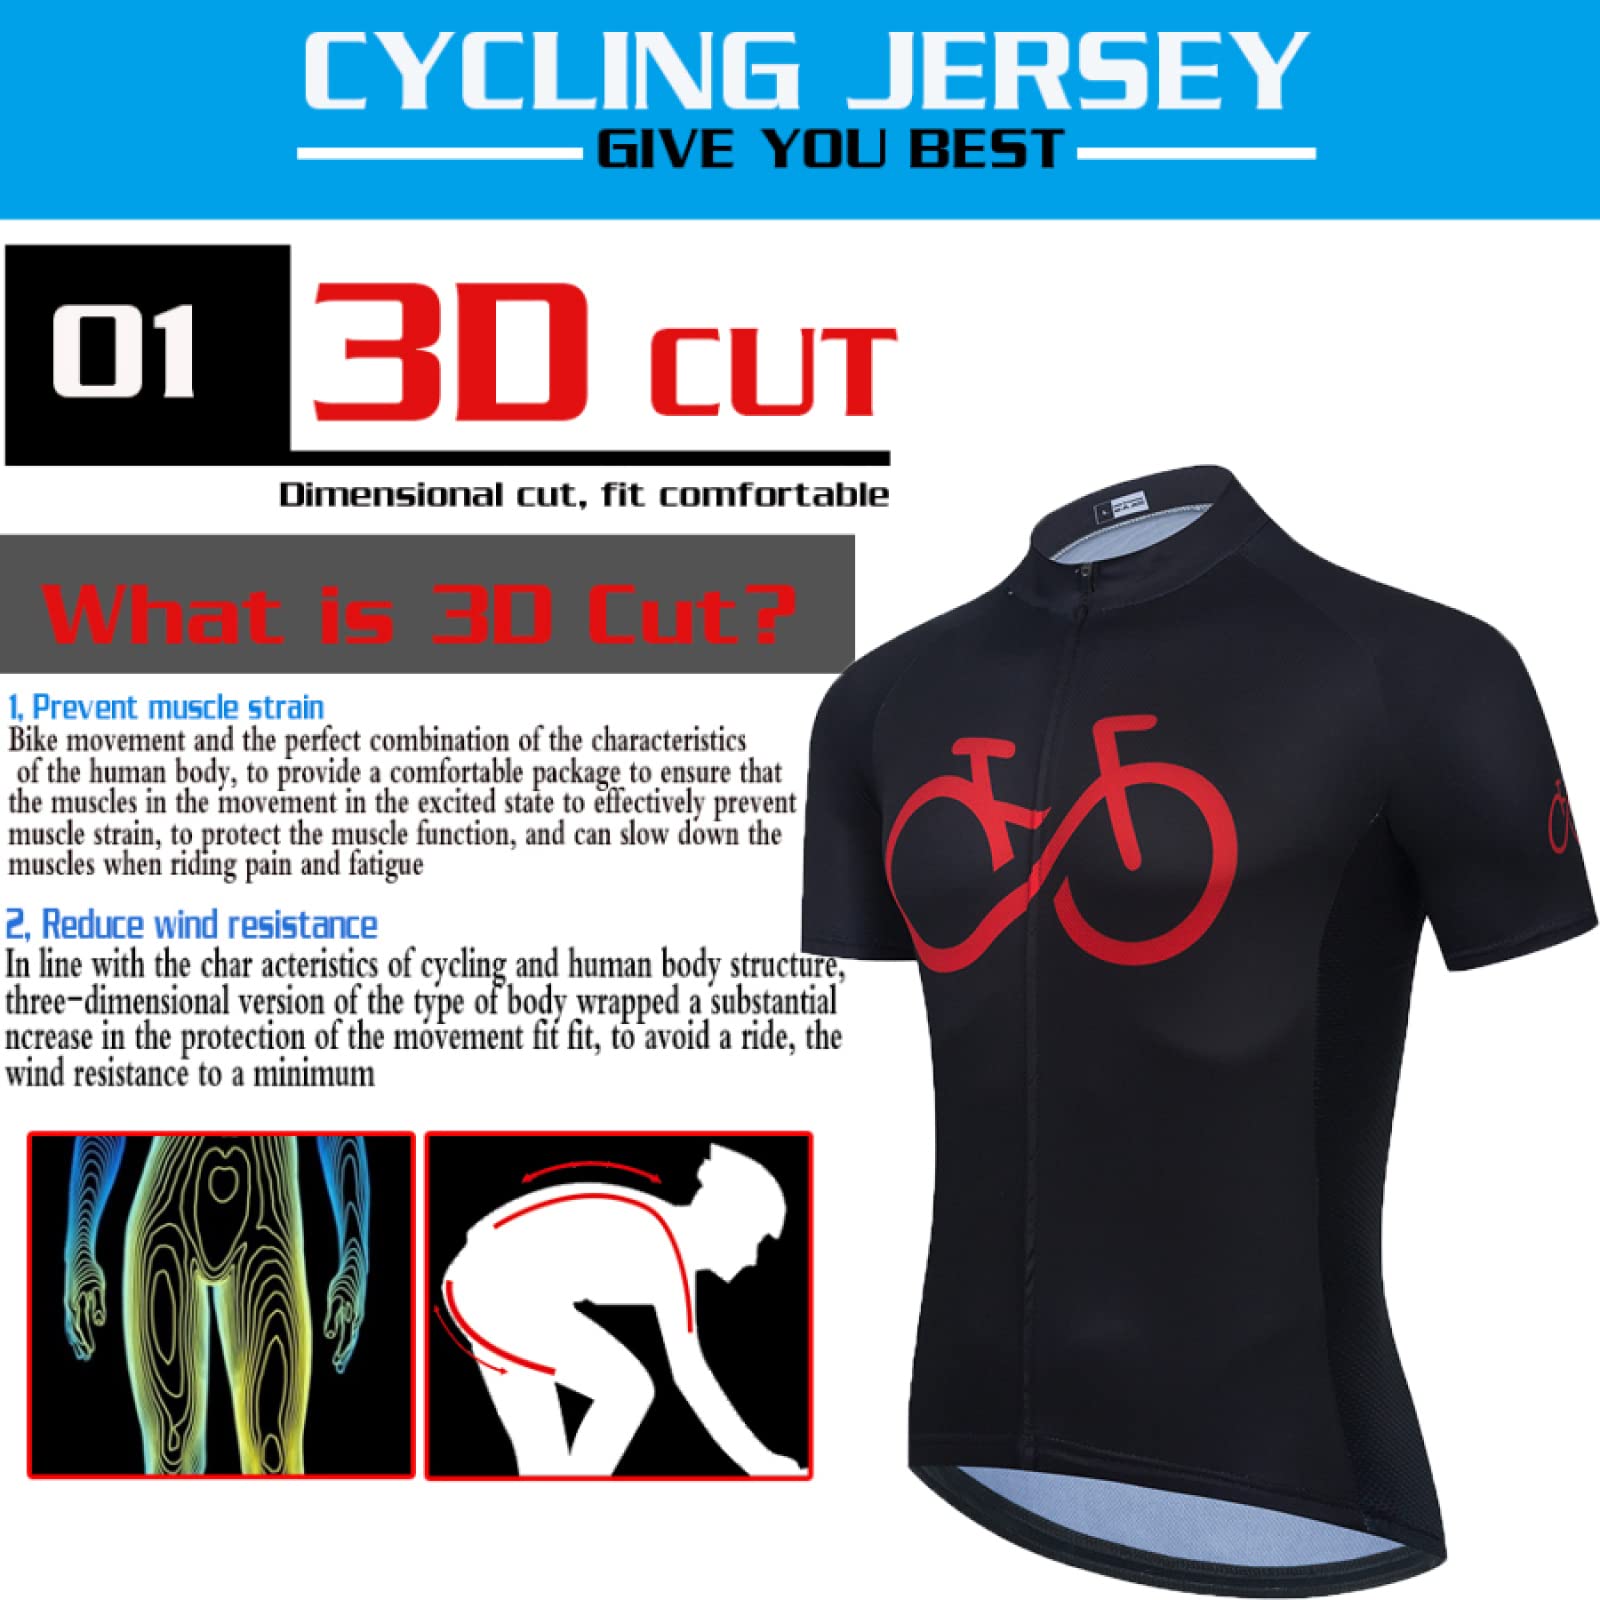 CYCLING JERSEY
GIVE YOU BEST
01
3D CUT
Dimensional cut, fit comfortable
What is 3D Cut?
1, Prevent muscle strain
Bike movement and the perfect combination of the characteristics
of the human body, to provide a comfortable package to ensure that
the muscles in the movement in the excited state to effectively prevent
muscle strain, to protect the muscle function, and can slow down the
muscles when riding pain and fatigue
2, Reduce wind resistance
In line with the char acteristics of cycling and human body structure,
three-dimensional version of the type of body wrapped a substantial
ncrease in the protection of the movement fit fit, to avoid a ride, the
wind resistance to a minimum